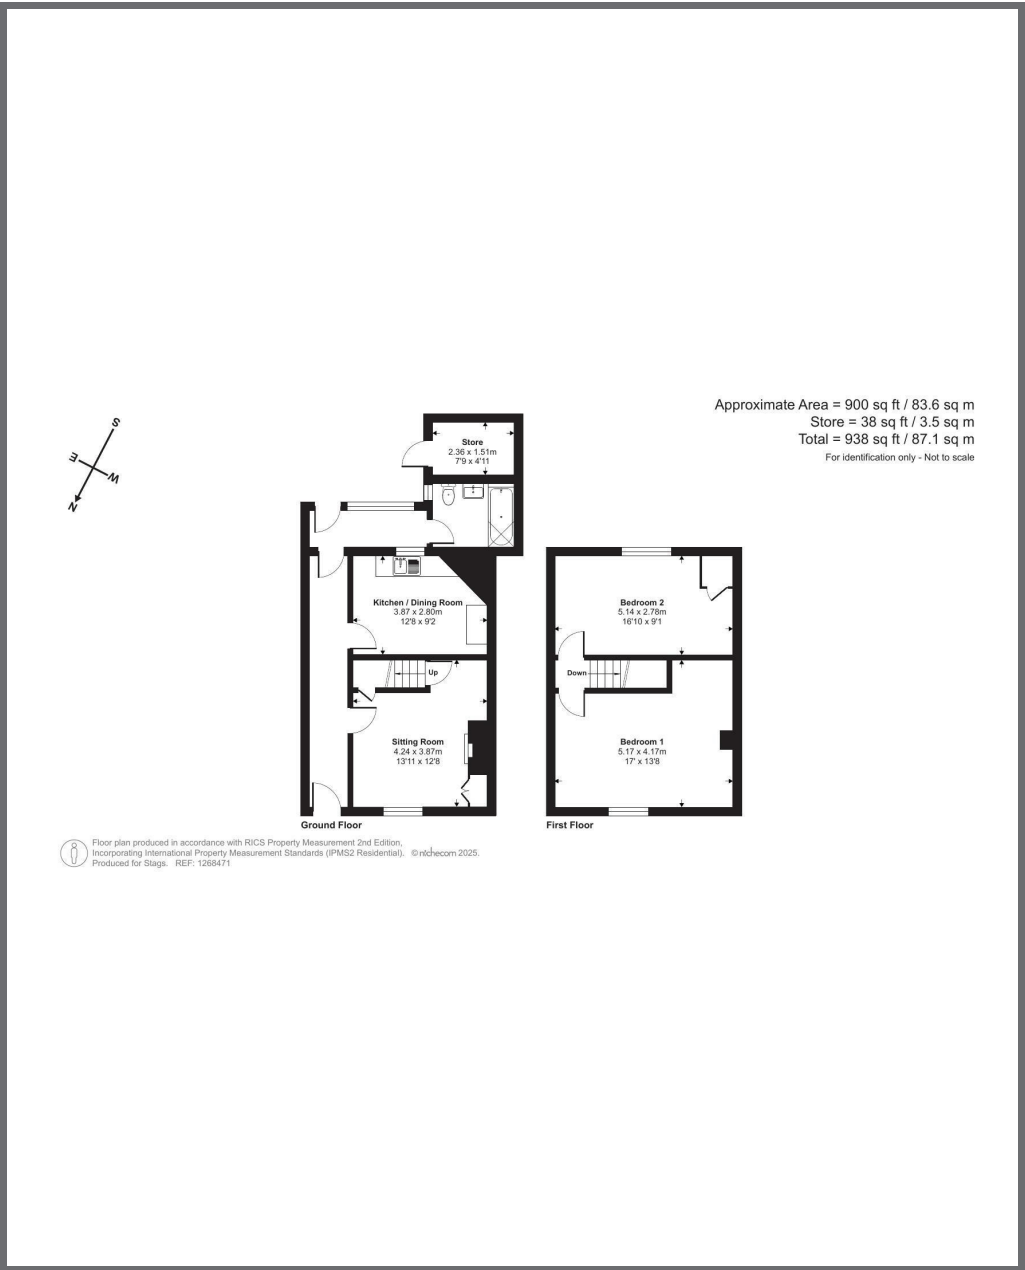 Approximate Area = 900 sq ft / 83.6 sq m
Store = 38 sq ft / 3.5 sq m
Total = 938 sq ft / 87.1 sq m
For identification only - Not to scale
S
E
W
N
Store
2.36 x 1.51m
7'9 x 4'11
Kitchen / Dining Room
3.87 x 2.80m
12'8 x 9'2
Up
Sitting Room
4.24 x 3.87m
13'11 x 12'8
Ground Floor
Bedroom 2
5.14 x 2.78m
16'10 x 9'1
Down
Bedroom 1
5.17 x 4.17m
17' x 13'8
First Floor
Floor plan produced in accordance with RICS Property Measurement 2nd Edition,
Incorporating International Property Measurement Standards (IPMS2 Residential). © nichecom 2025.
Produced for Stags. REF: 1268471